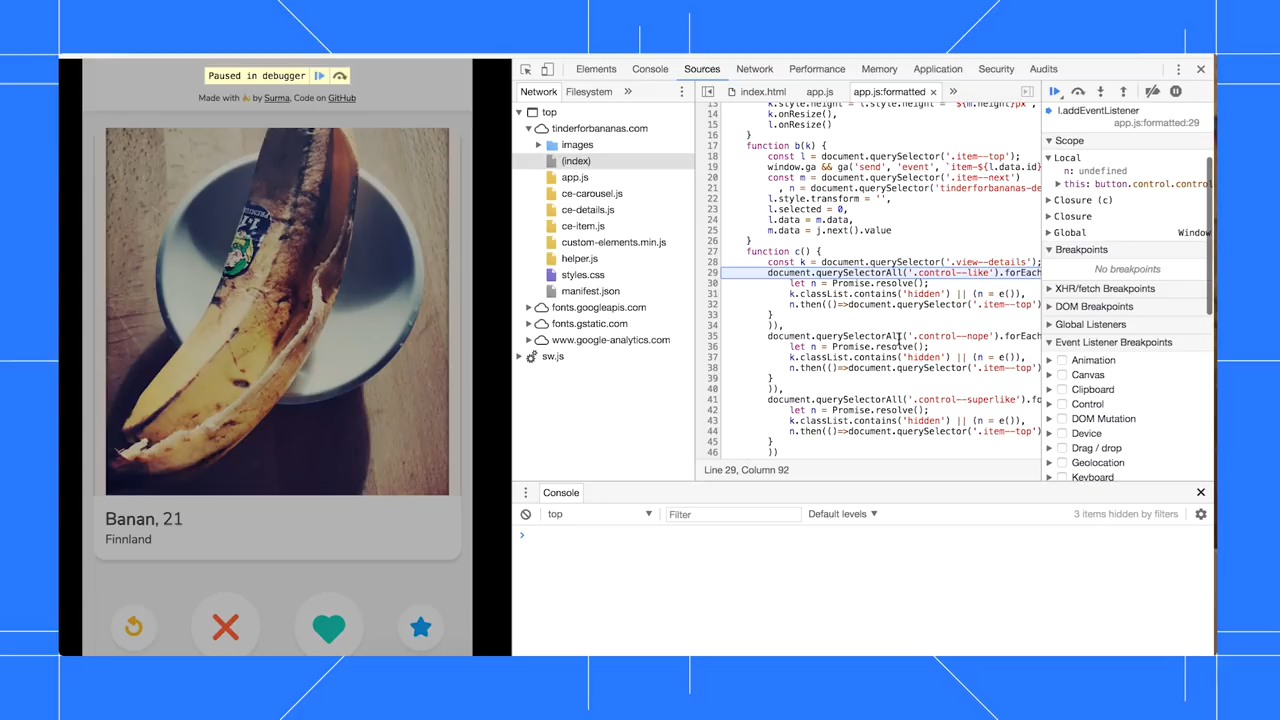 Paused in debugger
Made with by Surma, Code on GitHub
Banan, 21
Finnland
Elements Console Sources Network Performance Memory Application Security Audits
Network Filesystem »
top
tinderforbananas.com
images
(index)
app.js
ce-carousel.js
ce-details.js
ce-item.js
custom-elements.min.js
helper.js
styles.css
manifest.json
fonts.googleapis.com
fonts.gstatic.com
www.google-analytics.com
sw.js
index.html app.js app.js:formatted × »
13 k.style.height = l.style.height = `${m.height}px`,
14 k.onResize(),
15 l.onResize()
16 }
17 function b(k) {
18 const l = document.querySelector('.item--top');
19 window.ga && ga('send', 'event', `item-${l.data.id}
20 const m = document.querySelector('.item--next')
21 , n = document.querySelector('tinderforbananas-de
22 l.style.transform = '',
23 l.selected = 0,
24 l.data = m.data,
25 m.data = j.next().value
26 }
27 function c() {
28 const k = document.querySelector('.view--details');
29 document.querySelectorAll('.control--like').forEach
30 let n = Promise.resolve();
31 k.classList.contains('hidden') || (n = e()),
32 n.then(()=>document.querySelector('.item--top')
33 }
34 )),
35 document.querySelectorAll('.control--nope').forEach
36 let n = Promise.resolve();
37 k.classList.contains('hidden') || (n = e()),
38 n.then(()=>document.querySelector('.item--top')
39 }
40 )),
41 document.querySelectorAll('.control--superlike').fo
42 let n = Promise.resolve();
43 k.classList.contains('hidden') || (n = e()),
44 n.then(()=>document.querySelector('.item--top')
45 }
46 ))
Line 29, Column 92
l.addEventListener
app.js:formatted:29
Scope
Local
n: undefined
this: button.control.control
Closure (c)
Closure
Global Window
Breakpoints
No breakpoints
XHR/fetch Breakpoints
DOM Breakpoints
Global Listeners
Event Listener Breakpoints
Animation
Canvas
Clipboard
Control
DOM Mutation
Device
Drag / drop
Geolocation
Keyboard
Console
top Filter Default levels 3 items hidden by filters